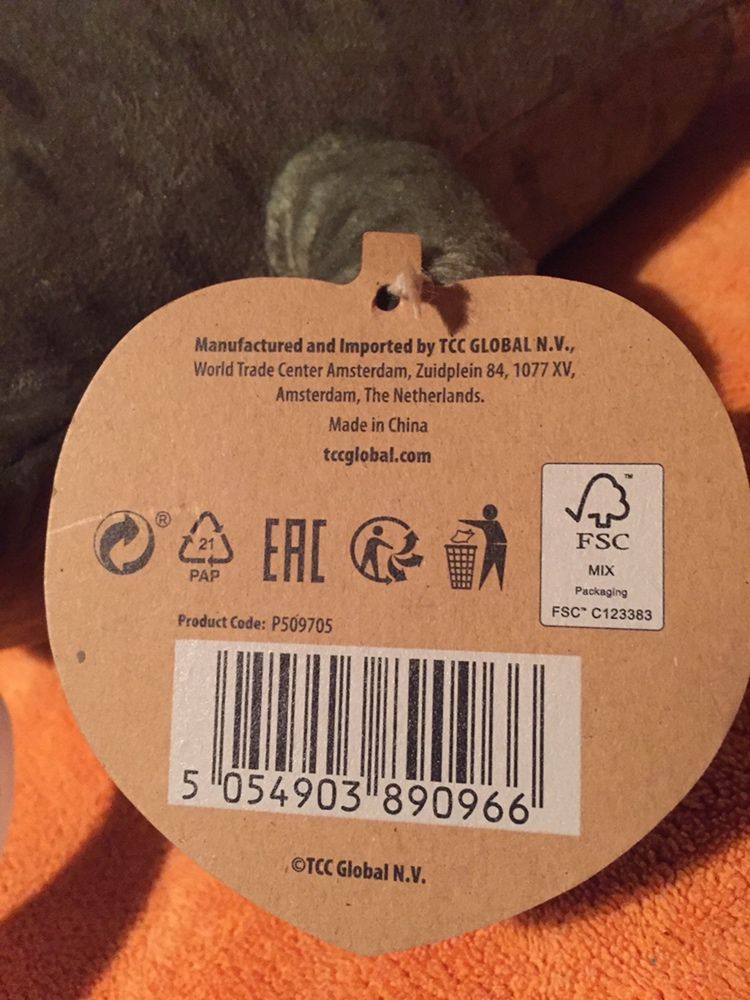 Manufactured and Imported by TCC GLOBAL N.V.,
World Trade Center Amsterdam, Zuidplein 84, 1077 XV,
Amsterdam, The Netherlands.
Made in China
tccglobal.com
®
21
PAP
EAC
™
FSC
MIX
Packaging
FSC™ C123383
Product Code: P509705
5 054903 890966
©TCC Global N.V.